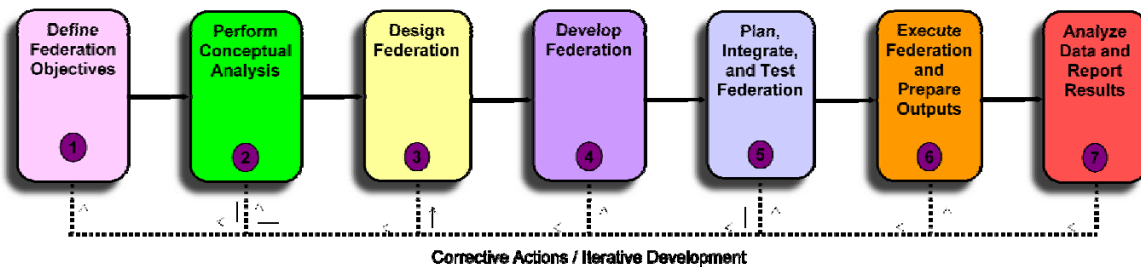 Define
Federation
Objectives
1
Perform
Conceptual
Analysis
2
Design
Federation
3
Develop
Federation
4
Plan,
Integrate,
and Test
Federation
5
Execute
Federation
and
Prepare
Outputs
6
Analyze
Data and
Report
Results
7
Corrective Actions / Iterative Development